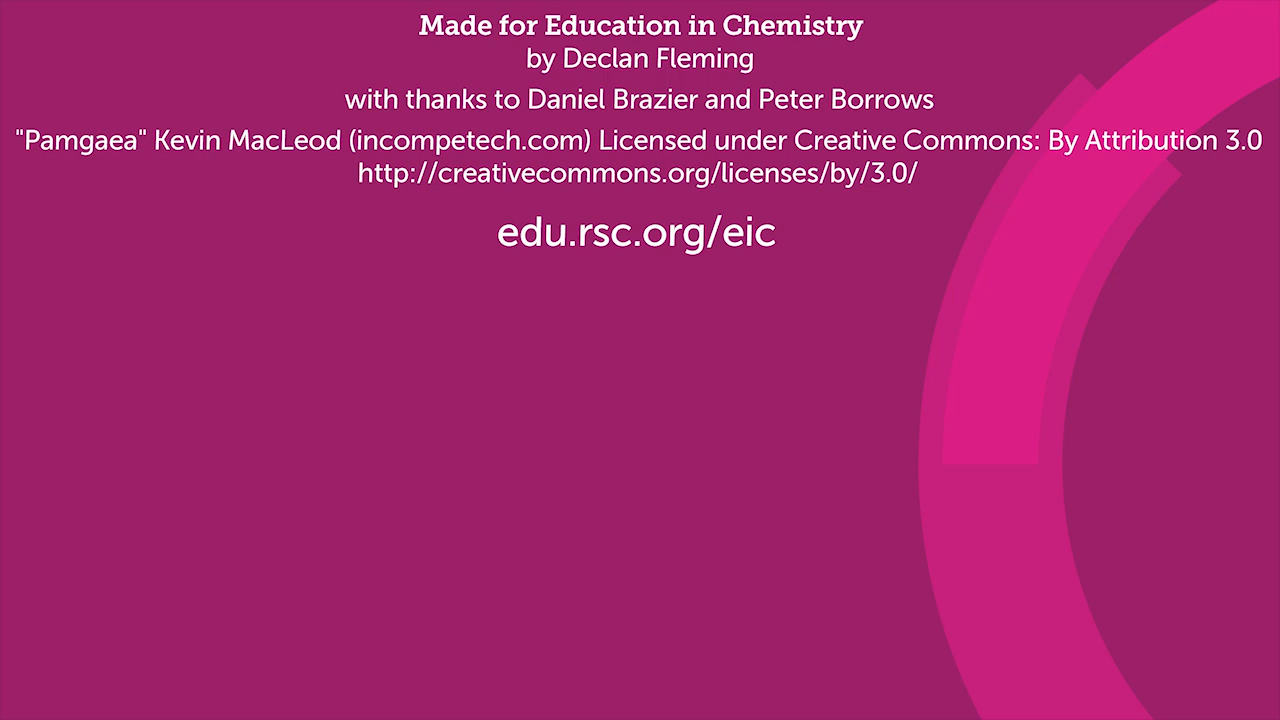 Made for Education in Chemistry
by Declan Fleming
with thanks to Daniel Brazier and Peter Borrows
"Pamgaea" Kevin MacLeod (incompetech.com) Licensed under Creative Commons: By Attribution 3.0
http://creativecommons.org/licenses/by/3.0/
edu.rsc.org/eic